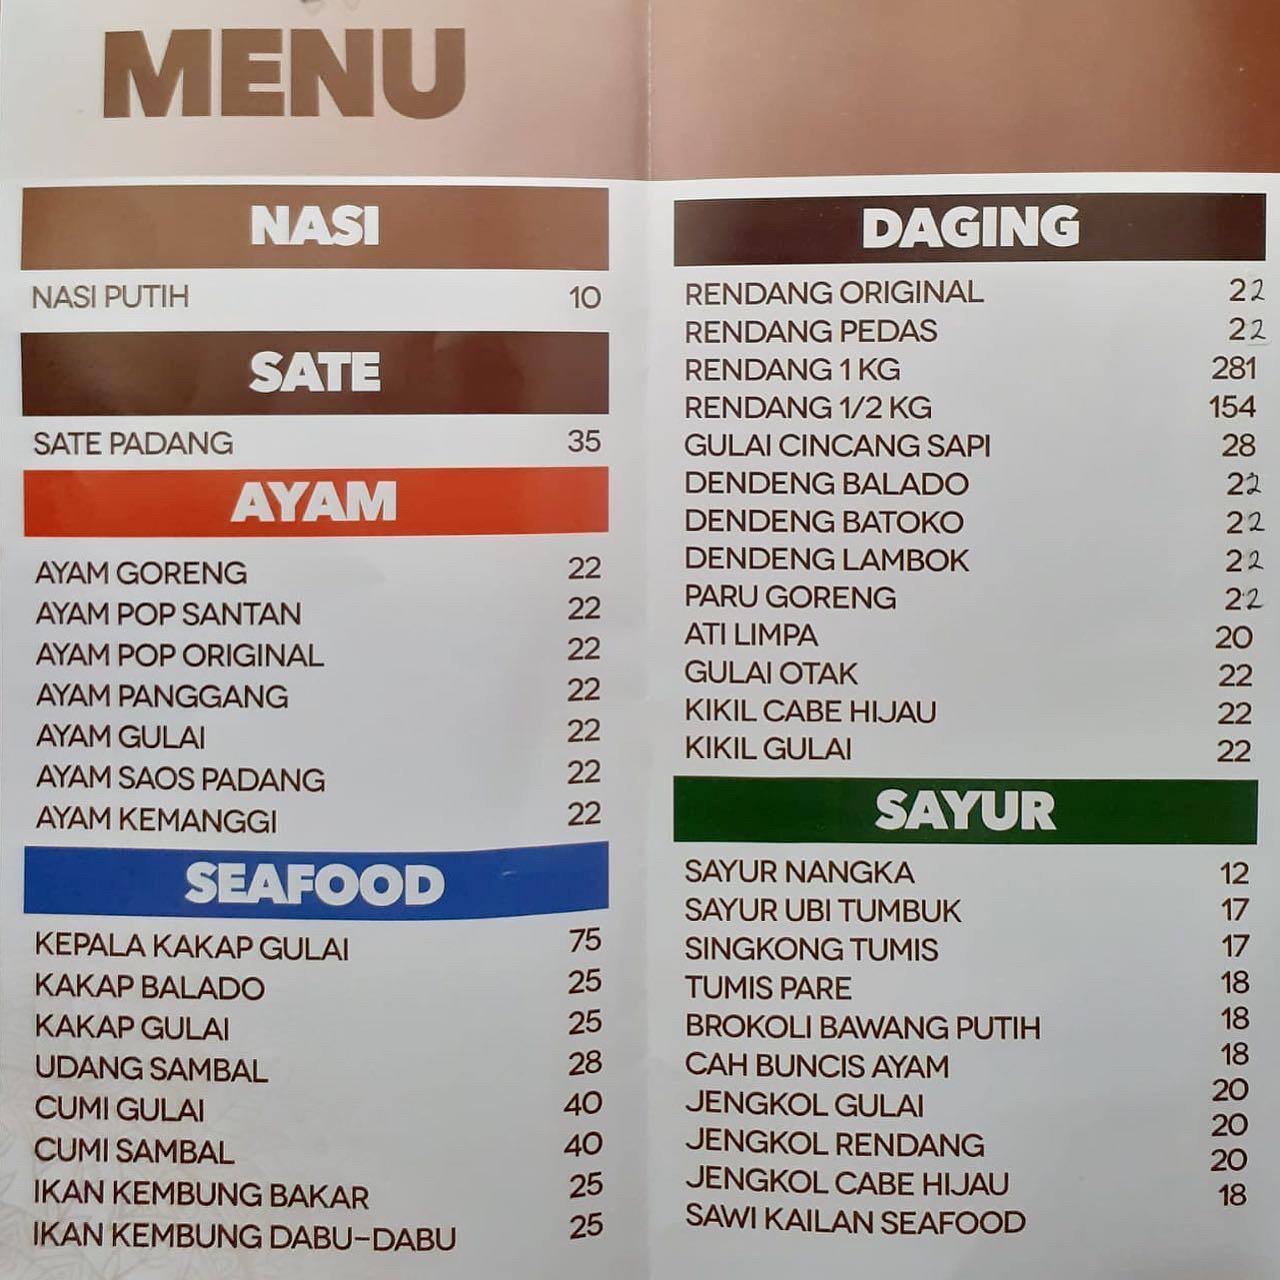 MENU
NASI
NASI PUTIH 10
SATE
SATE PADANG 35
AYAM
AYAM GORENG 22
AYAM POP SANTAN 22
AYAM POP ORIGINAL 22
AYAM PANGGANG 22
AYAM GULAI 22
AYAM SAOS PADANG 22
AYAM KEMANGGI 22
SEAFOOD
KEPALA KAKAP GULAI 75
KAKAP BALADO 25
KAKAP GULAI 25
UDANG SAMBAL 28
CUMI GULAI 40
CUMI SAMBAL 40
IKAN KEMBUNG BAKAR 25
IKAN KEMBUNG DABU-DABU 25
DAGING
RENDANG ORIGINAL 22
RENDANG PEDAS 22
RENDANG 1 KG 281
RENDANG 1/2 KG 154
GULAI CINCANG SAPI 28
DENDENG BALADO 22
DENDENG BATOKO 22
DENDENG LAMBOK 22
PARU GORENG 22
ATI LIMPA 20
GULAI OTAK 22
KIKIL CABE HIJAU 22
KIKIL GULAI 22
SAYUR
SAYUR NANGKA 12
SAYUR UBI TUMBUK 17
SINGKONG TUMIS 17
TUMIS PARE 18
BROKOLI BAWANG PUTIH 18
CAH BUNCIS AYAM 18
JENGKOL GULAI 20
JENGKOL RENDANG 20
JENGKOL CABE HIJAU 20
SAWI KAILAN SEAFOOD 18